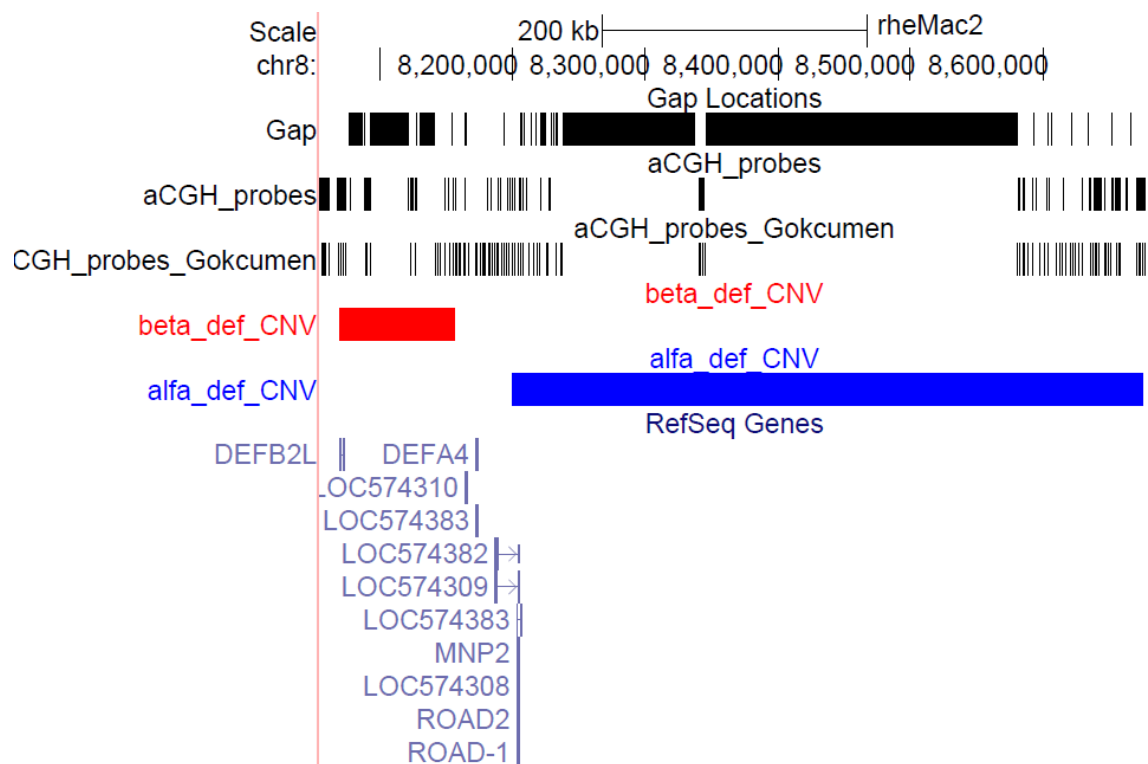 Scale 200 kb rheMac2
chr8: 8,200,000 8,300,000 8,400,000 8,500,000 8,600,000
Gap Locations
Gap
aCGH_probes
aCGH_probes
aCGH_probes_Gokcumen
CGH_probes_Gokcumen
beta_def_CNV
beta_def_CNV
alfa_def_CNV
alfa_def_CNV
RefSeq Genes
DEFB2L DEFA4
LOC574310
LOC574383
LOC574382
LOC574309
LOC574383
MNP2
LOC574308
ROAD2
ROAD-1